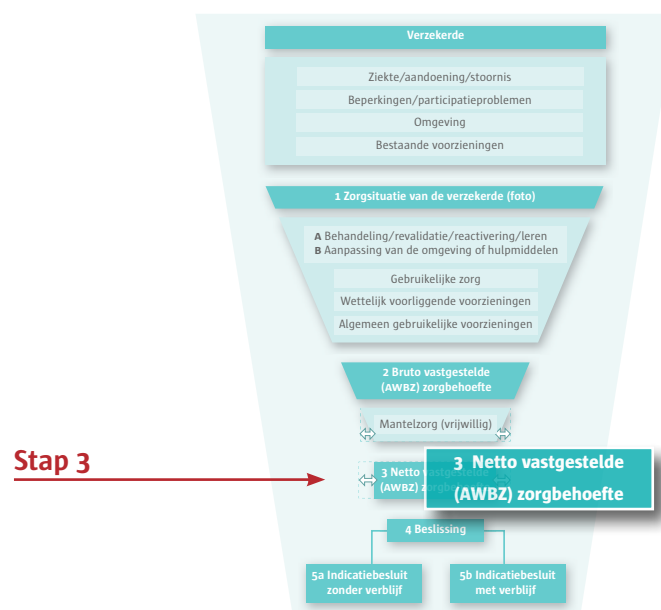 Verzekerde
Ziekte/aandoening/stoornis
Beperkingen/participatieproblemen
Omgeving
Bestaande voorzieningen
1 Zorgsituatie van de verzekerde (foto)
A Behandeling/revalidatie/reactivering/leren
B Aanpassing van de omgeving of hulpmiddelen
Gebruikelijke zorg
Wettelijk voorliggende voorzieningen
Algemeen gebruikelijke voorzieningen
2 Bruto vastgestelde
(AWBZ) zorgbehoefte
Mantelzorg (vrijwillig)
Stap 3
3 Netto vastgestelde
(AWBZ) zorgbehoefte
3 Netto vastgestelde
(AWBZ) zorgbehoefte
4 Beslissing
5a Indicatiebesluit
zonder verblijf
5b Indicatiebesluit
met verblijf